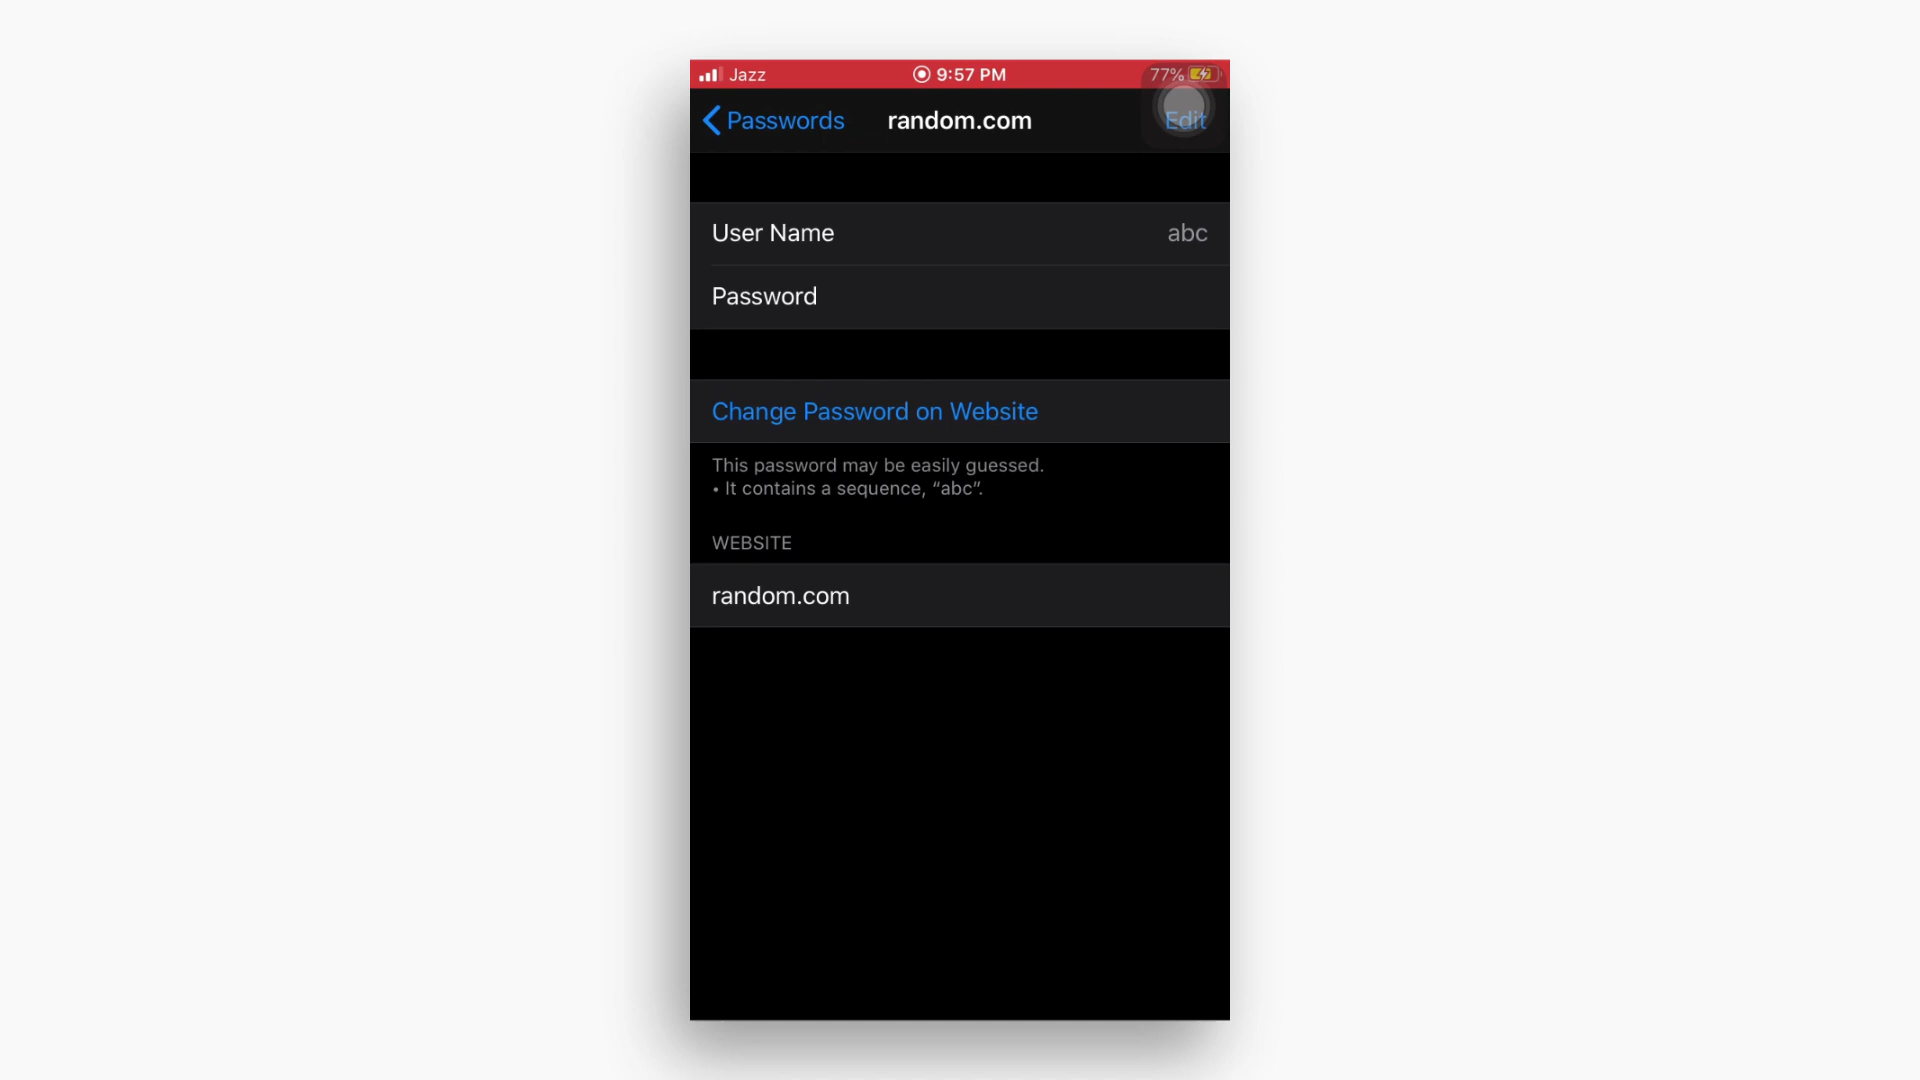 Jazz 9:57 PM 77%
Passwords random.com Edit
User Name abc
Password
Change Password on Website
This password may be easily guessed.
• It contains a sequence, “abc”.
WEBSITE
random.com